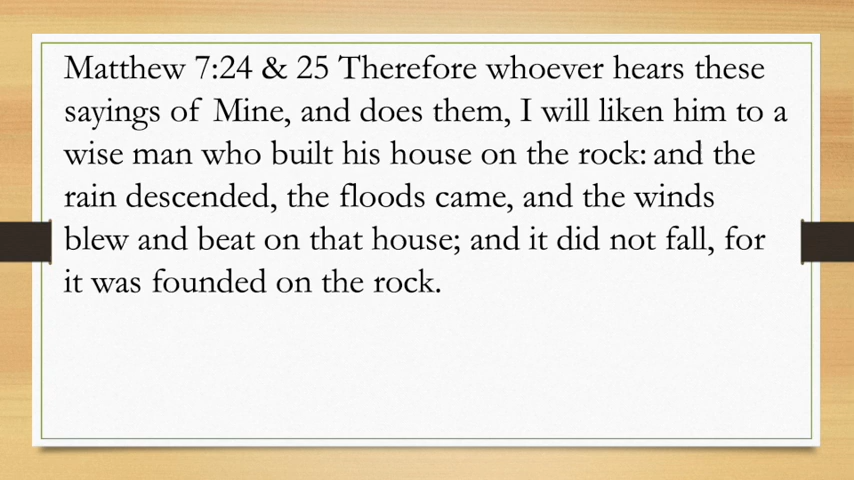 Matthew 7:24 & 25 Therefore whoever hears these
sayings of Mine, and does them, I will liken him to a
wise man who built his house on the rock: and the
rain descended, the floods came, and the winds
blew and beat on that house; and it did not fall, for
it was founded on the rock.